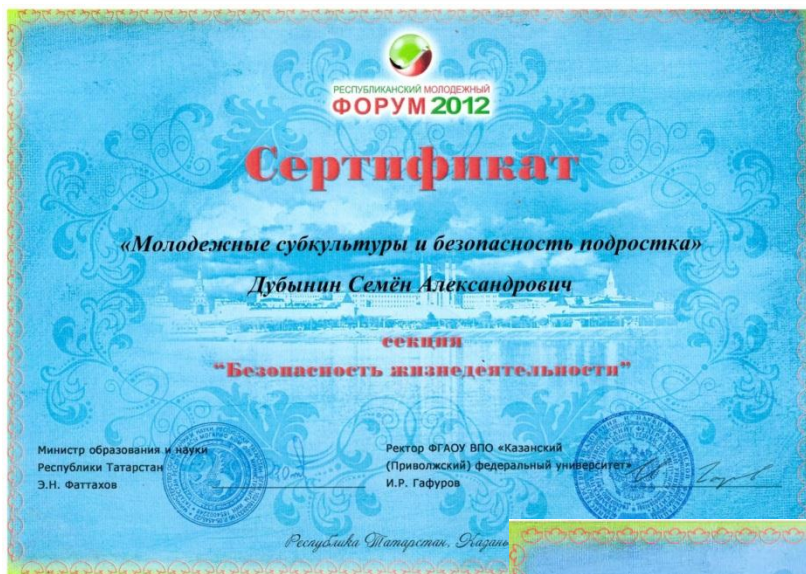 РЕСПУБЛИКАНСКИЙ МОЛОДЕЖНЫЙ
ФОРУМ 2012
Сертификат
«Молодежные субкультуры и безопасность подростка»
Дубынин Семён Александрович
секция
“Безопасность жизнедеятельности”
Министр образования и науки
Республики Татарстан
Э.Н. Фаттахов
Ректор ФГАОУ ВПО «Казанский
(Приволжский) федеральный университет»
И.Р. Гафуров
Республика Татарстан, Казань